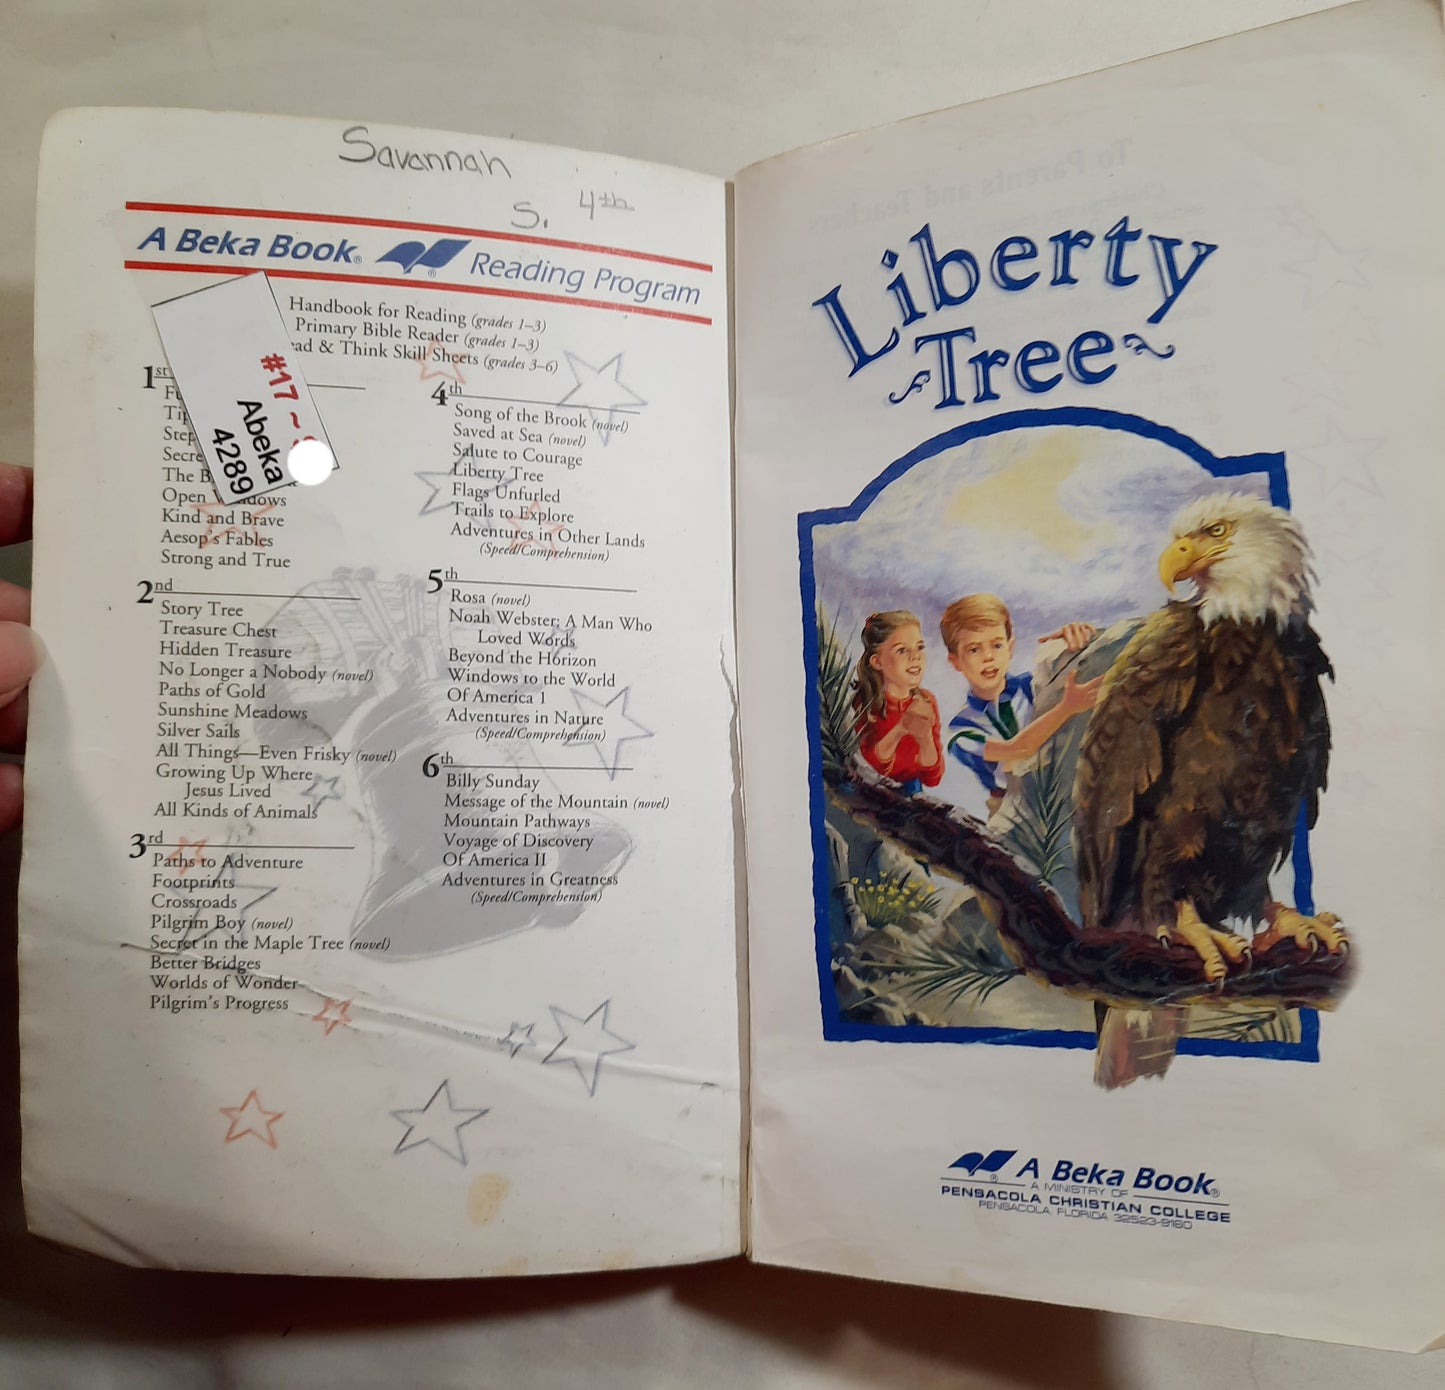 Savannah
S. 4th
A BEKA BOOK® ® Reading Program
Handbook for Reading (grades 1–3)
Primary Bible Reader (grades 1–3)
& Think Skill Sheets (grades 3–6)
#17 ~
Abeka
4289
1st
Open
Kind and Brave
Aesop's Fables
Strong and True
2nd
Story Tree
Treasure Chest
Hidden Treasure
No Longer a Nobody (novel)
Paths of Gold
Sunshine Meadows
Silver Sails
All Things—Even Frisky (novel)
Growing Up Where
Jesus Lived
All Kinds of Animals
3rd
Paths to Adventure
Footprints
Crossroads
Pilgrim Boy (novel)
Secret in the Maple Tree (novel)
Better Bridges
Worlds of Wonder
Pilgrim's Progress
4th
Song of the Brook (novel)
Saved at Sea (novel)
Salute to Courage
Liberty Tree
Flags Unfurled
Trails to Explore
Adventures in Other Lands
(Speed/Comprehension)
5th
Rosa (novel)
Noah Webster: A Man Who
Loved Words
Beyond the Horizon
Windows to the World
Of America 1
Adventures in Nature
(Speed/Comprehension)
6th
Billy Sunday
Message of the Mountain (novel)
Mountain Pathways
Voyage of Discovery
Of America II
Adventures in Greatness
(Speed/Comprehension)
To Parents and Teachers
Liberty
Tree
A BEKA BOOK®
A MINISTRY OF
PENSACOLA CHRISTIAN COLLEGE
PENSACOLA, FLORIDA 32523-9160